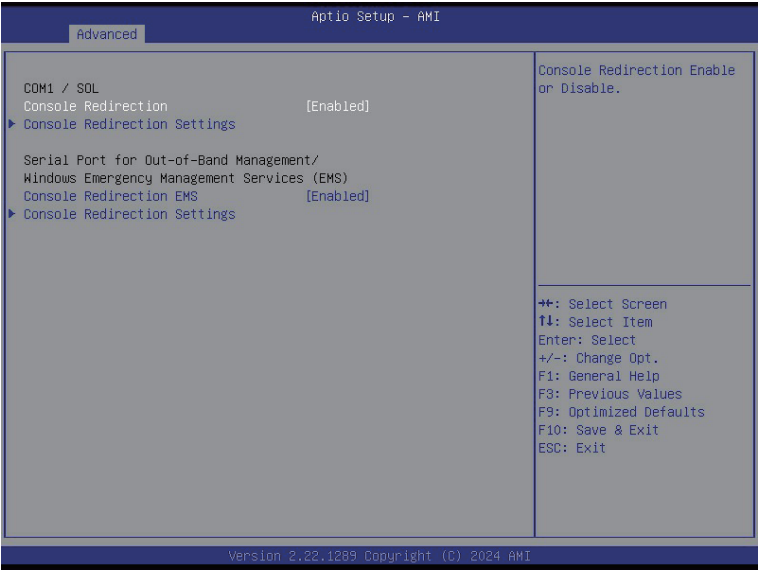 Aptio Setup – AMI
Advanced
COM1 / SOL
Console Redirection [Enabled]
▶ Console Redirection Settings
Serial Port for Out-of-Band Management/
Windows Emergency Management Services (EMS)
Console Redirection EMS [Enabled]
▶ Console Redirection Settings
Console Redirection Enable
or Disable.
→←: Select Screen
↑↓: Select Item
Enter: Select
+/-: Change Opt.
F1: General Help
F3: Previous Values
F9: Optimized Defaults
F10: Save & Exit
ESC: Exit
Version 2.22.1289 Copyright (C) 2024 AMI